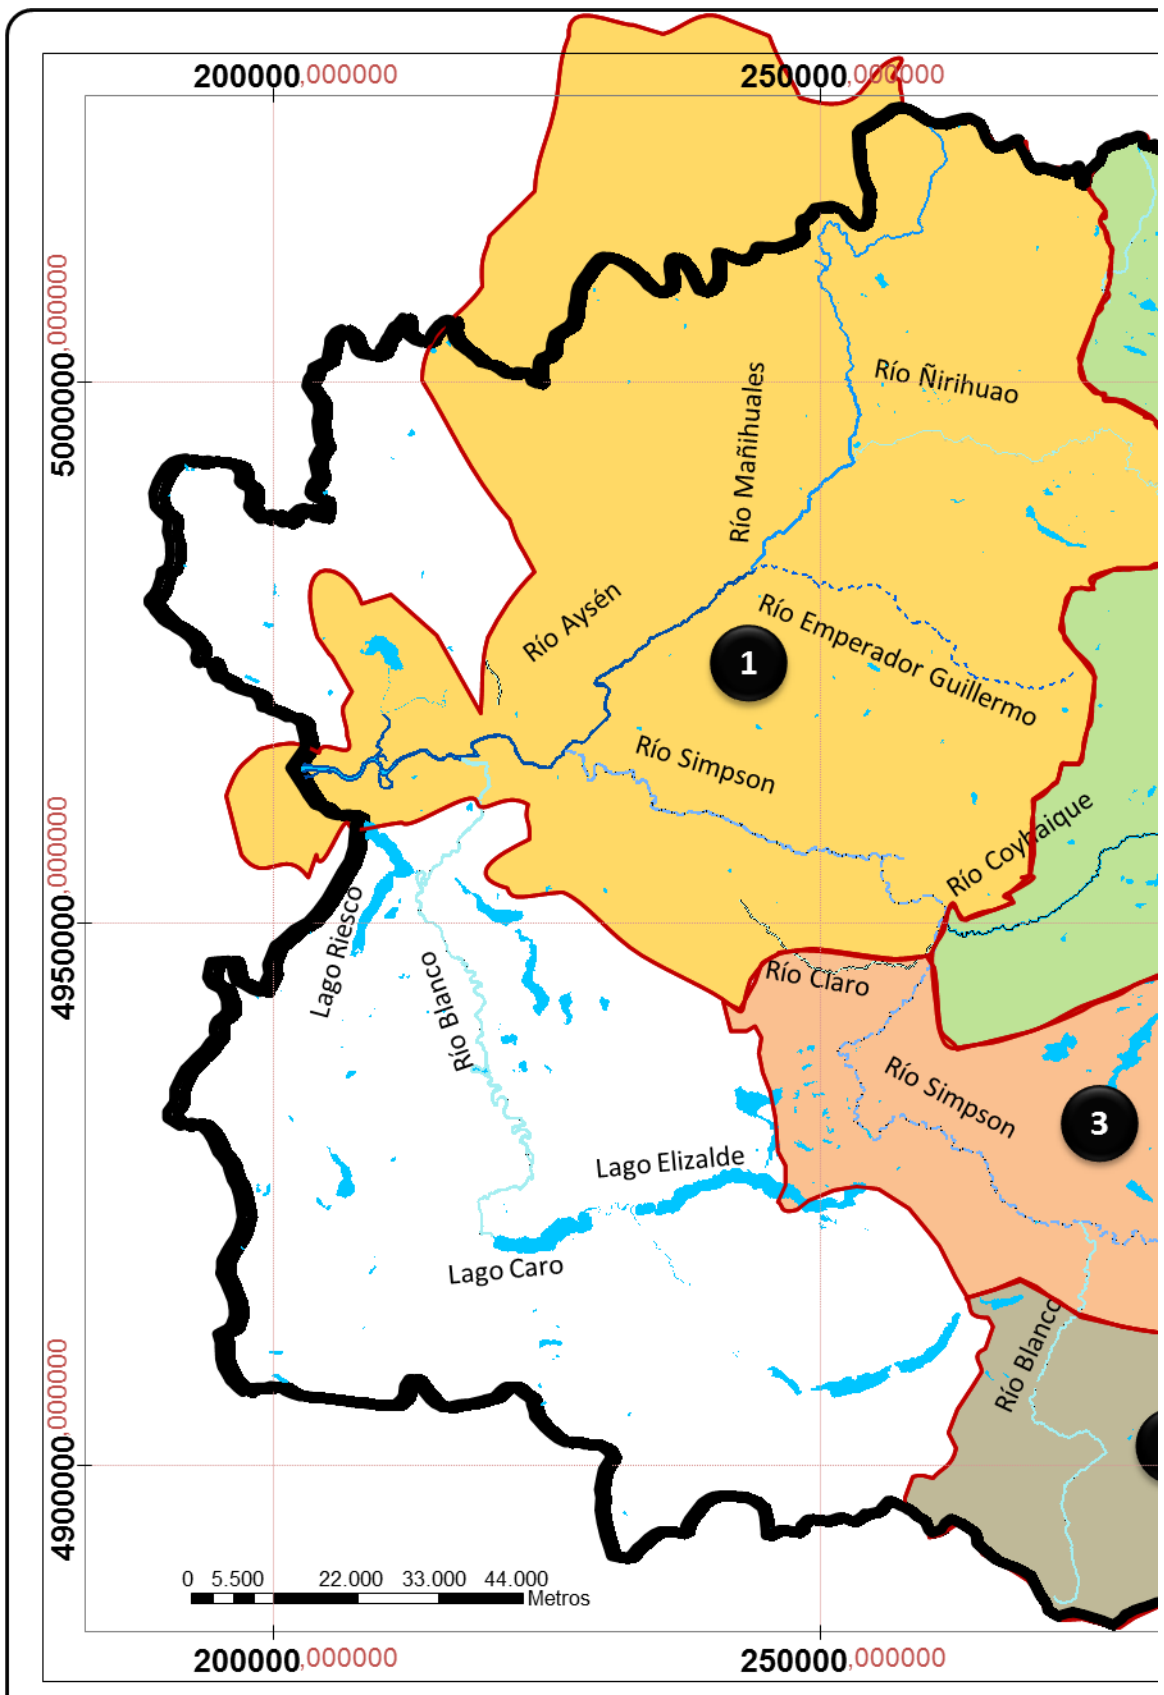 200000,000000
250000,000000
5000000,000000
Río Ñirihuao
Río Mañihuales
Río Aysén
Río Emperador Guillermo
1
Río Simpson
Río Coyhaique
4950000,000000
Lago Riesco
Río Blanco
Río Claro
Río Simpson
3
Lago Elizalde
Lago Caro
Río Blanco
4900000,000000
0 5.500 22.000 33.000 44.000
Metros
200000,000000
250000,000000